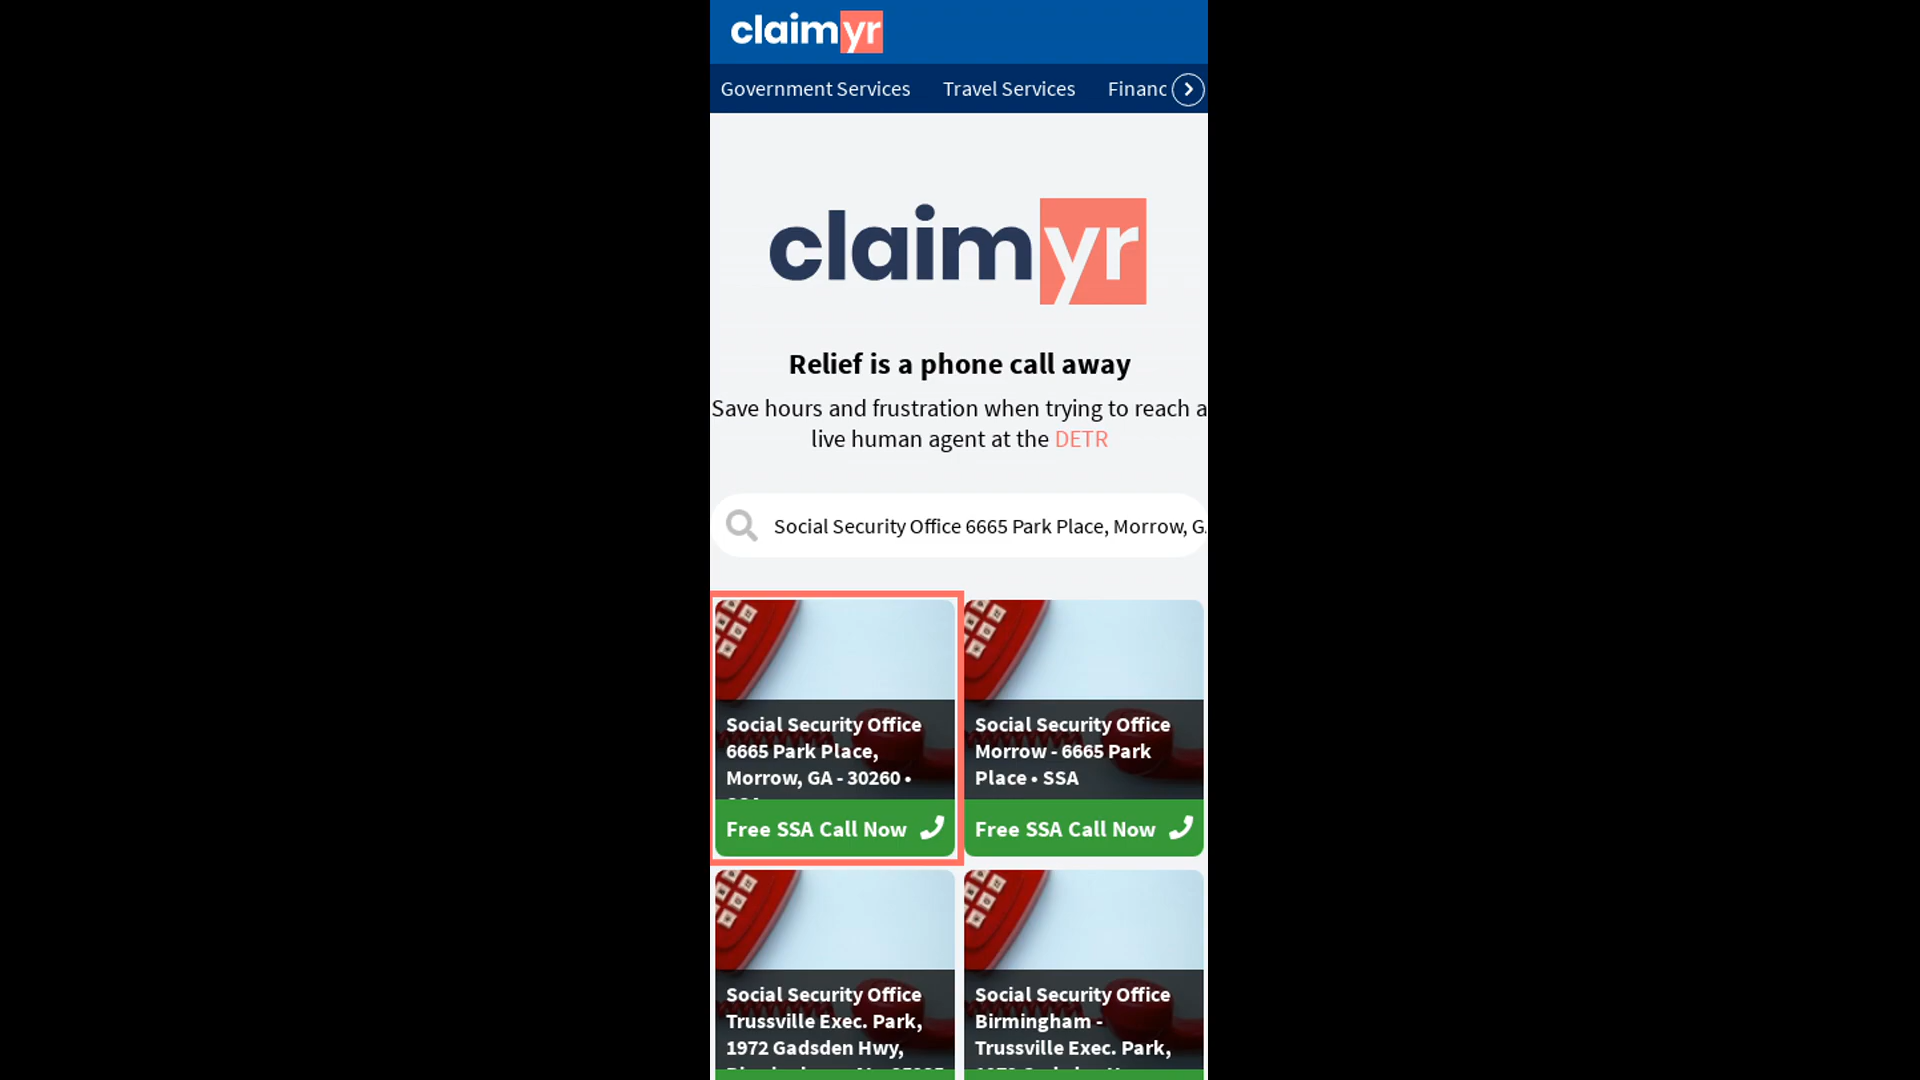 claimyr
Government Services Travel Services Financ
claimyr
Relief is a phone call away
Save hours and frustration when trying to reach a
live human agent at the DETR
Social Security Office 6665 Park Place, Morrow, G
Social Security Office
6665 Park Place,
Morrow, GA - 30260 •
Free SSA Call Now
Social Security Office
Morrow - 6665 Park
Place • SSA
Free SSA Call Now
Social Security Office
Trussville Exec. Park,
1972 Gadsden Hwy,
Social Security Office
Birmingham -
Trussville Exec. Park,